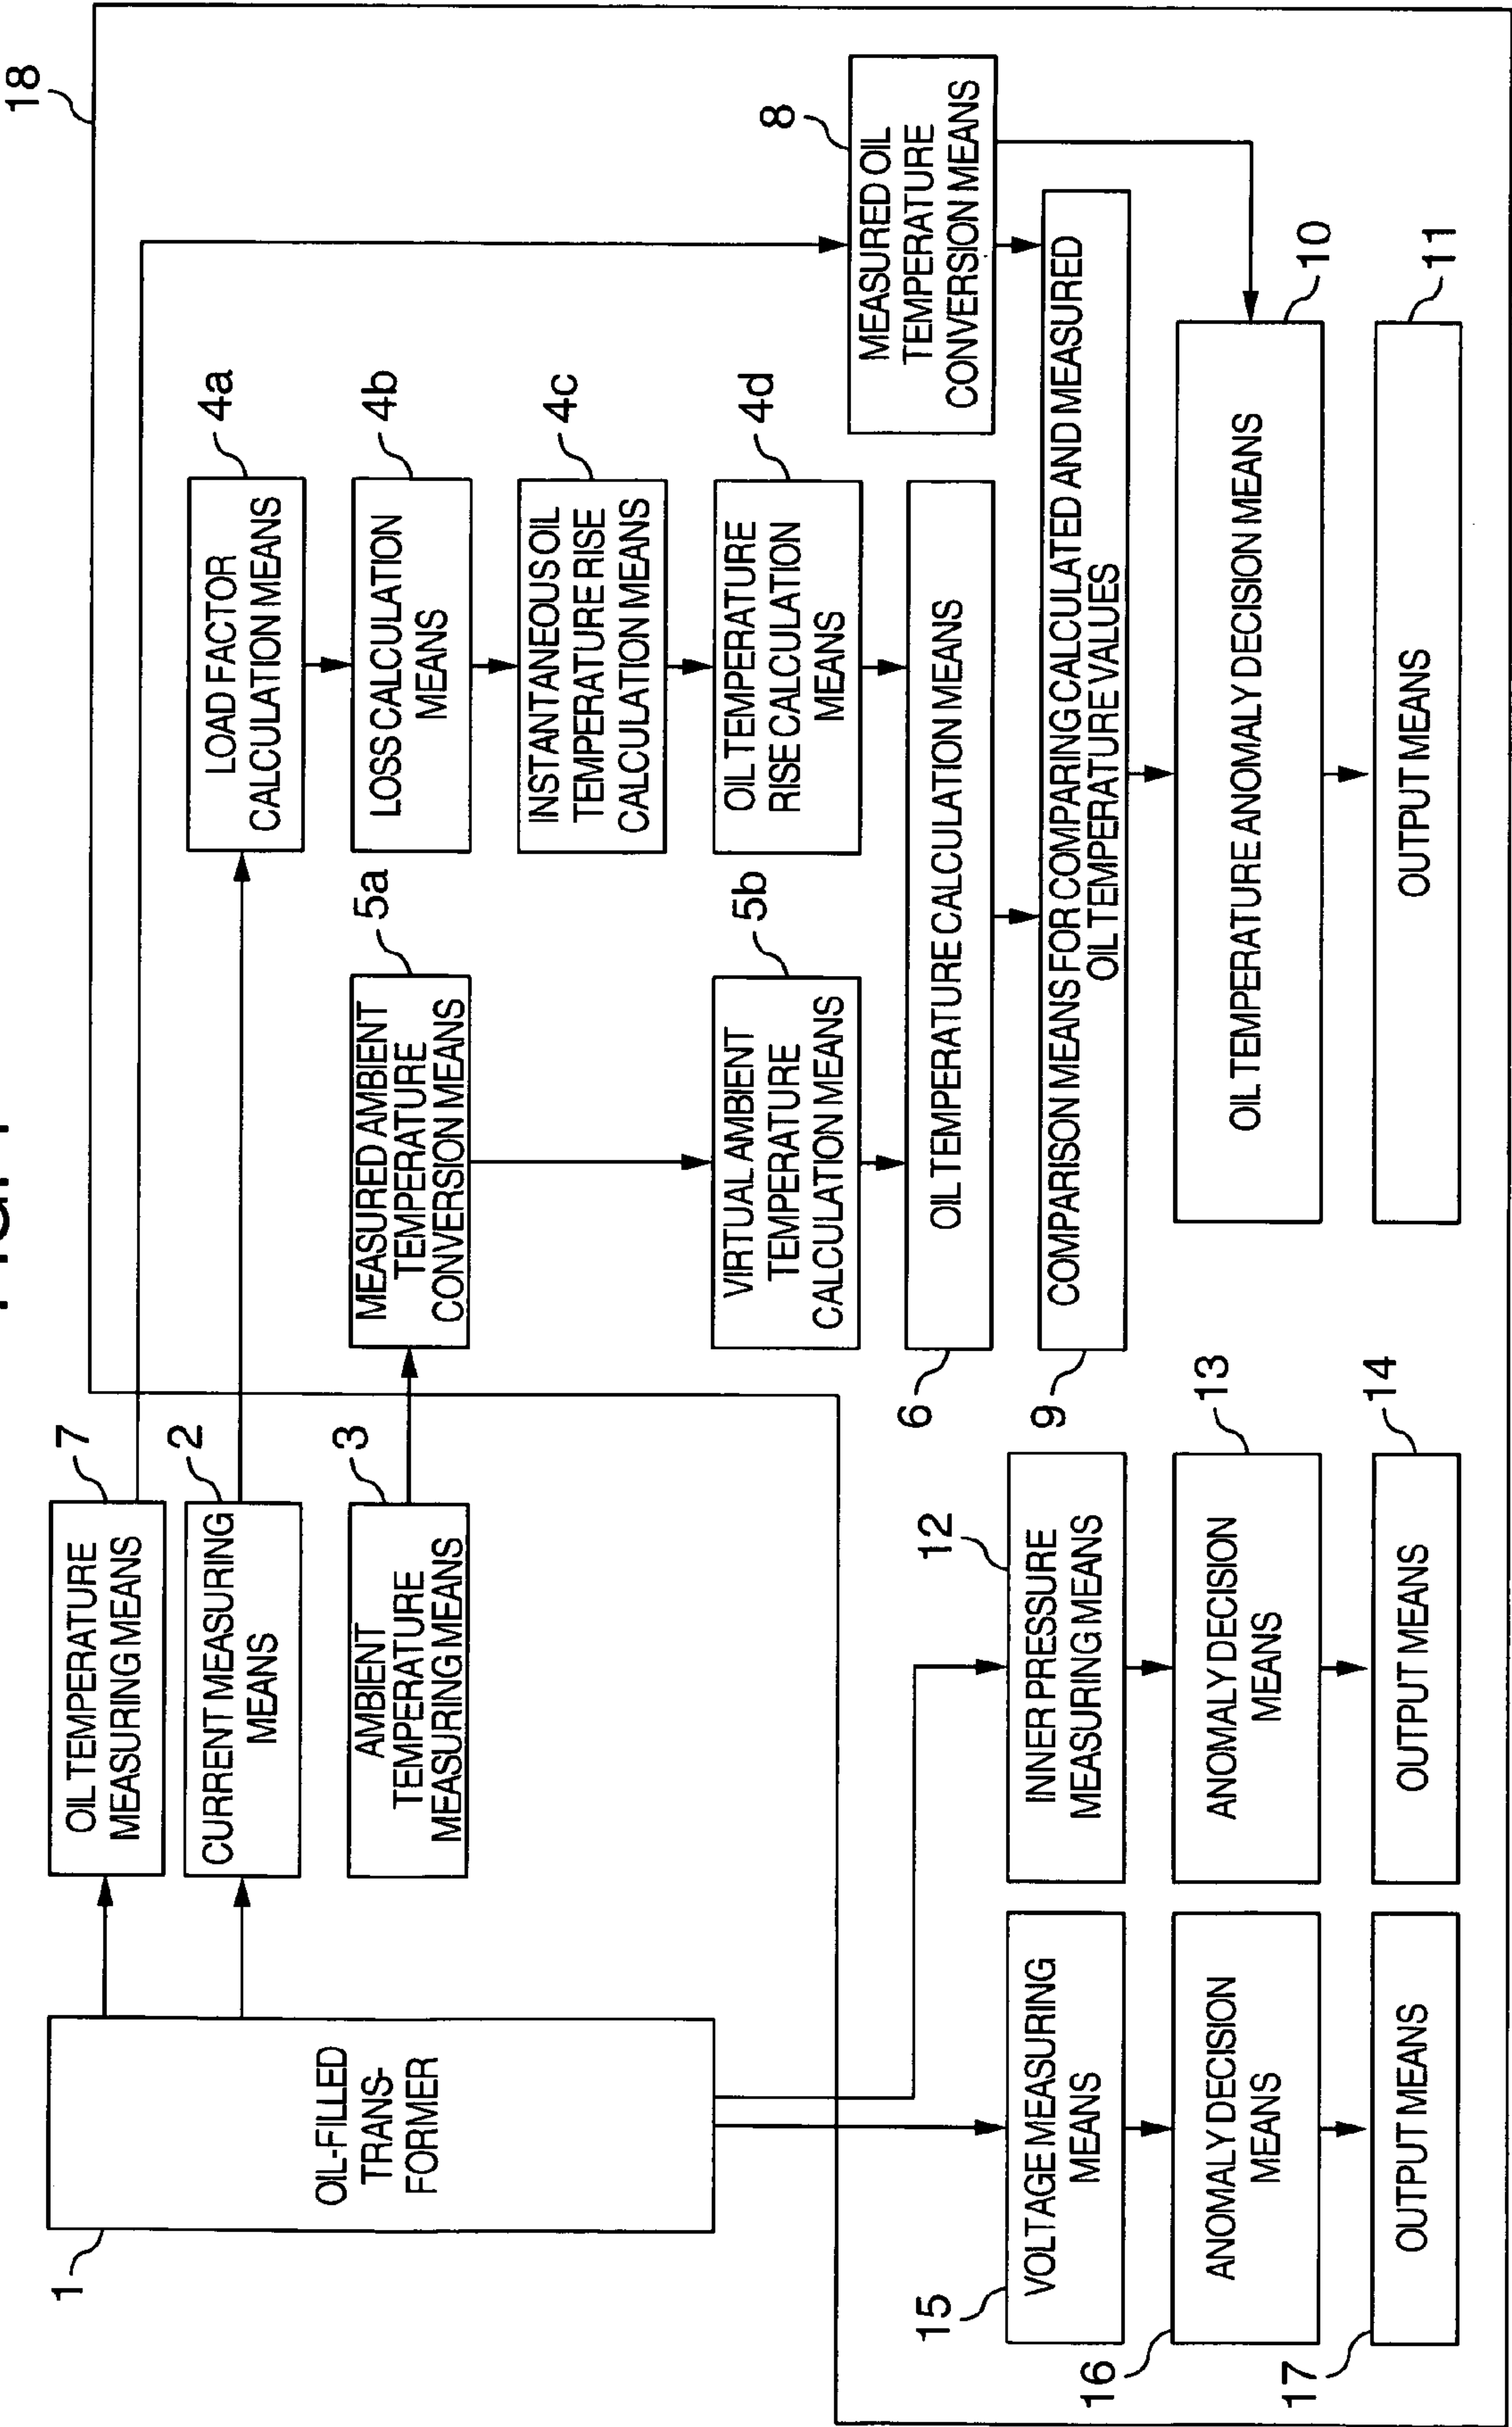 18
1
OIL-FILLED
TRANS-
FORMER
7
OIL TEMPERATURE
MEASURING MEANS
2
CURRENT MEASURING
MEANS
3
AMBIENT
TEMPERATURE
MEASURING MEANS
4a
LOAD FACTOR
CALCULATION MEANS
4b
LOSS CALCULATION
MEANS
4c
INSTANTANEOUS OIL
TEMPERATURE RISE
CALCULATION MEANS
4d
OIL TEMPERATURE
RISE CALCULATION
MEANS
5a
MEASURED AMBIENT
TEMPERATURE
CONVERSION MEANS
5b
VIRTUAL AMBIENT
TEMPERATURE
CALCULATION MEANS
8
MEASURED OIL
TEMPERATURE
CONVERSION MEANS
6
OIL TEMPERATURE CALCULATION MEANS
9
COMPARISON MEANS FOR COMPARING CALCULATED AND MEASURED
OIL TEMPERATURE VALUES
10
OIL TEMPERATURE ANOMALY DECISION MEANS
11
OUTPUT MEANS
15
VOLTAGE MEASURING
MEANS
16
ANOMALY DECISION
MEANS
17
OUTPUT MEANS
12
INNER PRESSURE
MEASURING MEANS
13
ANOMALY DECISION
MEANS
14
OUTPUT MEANS